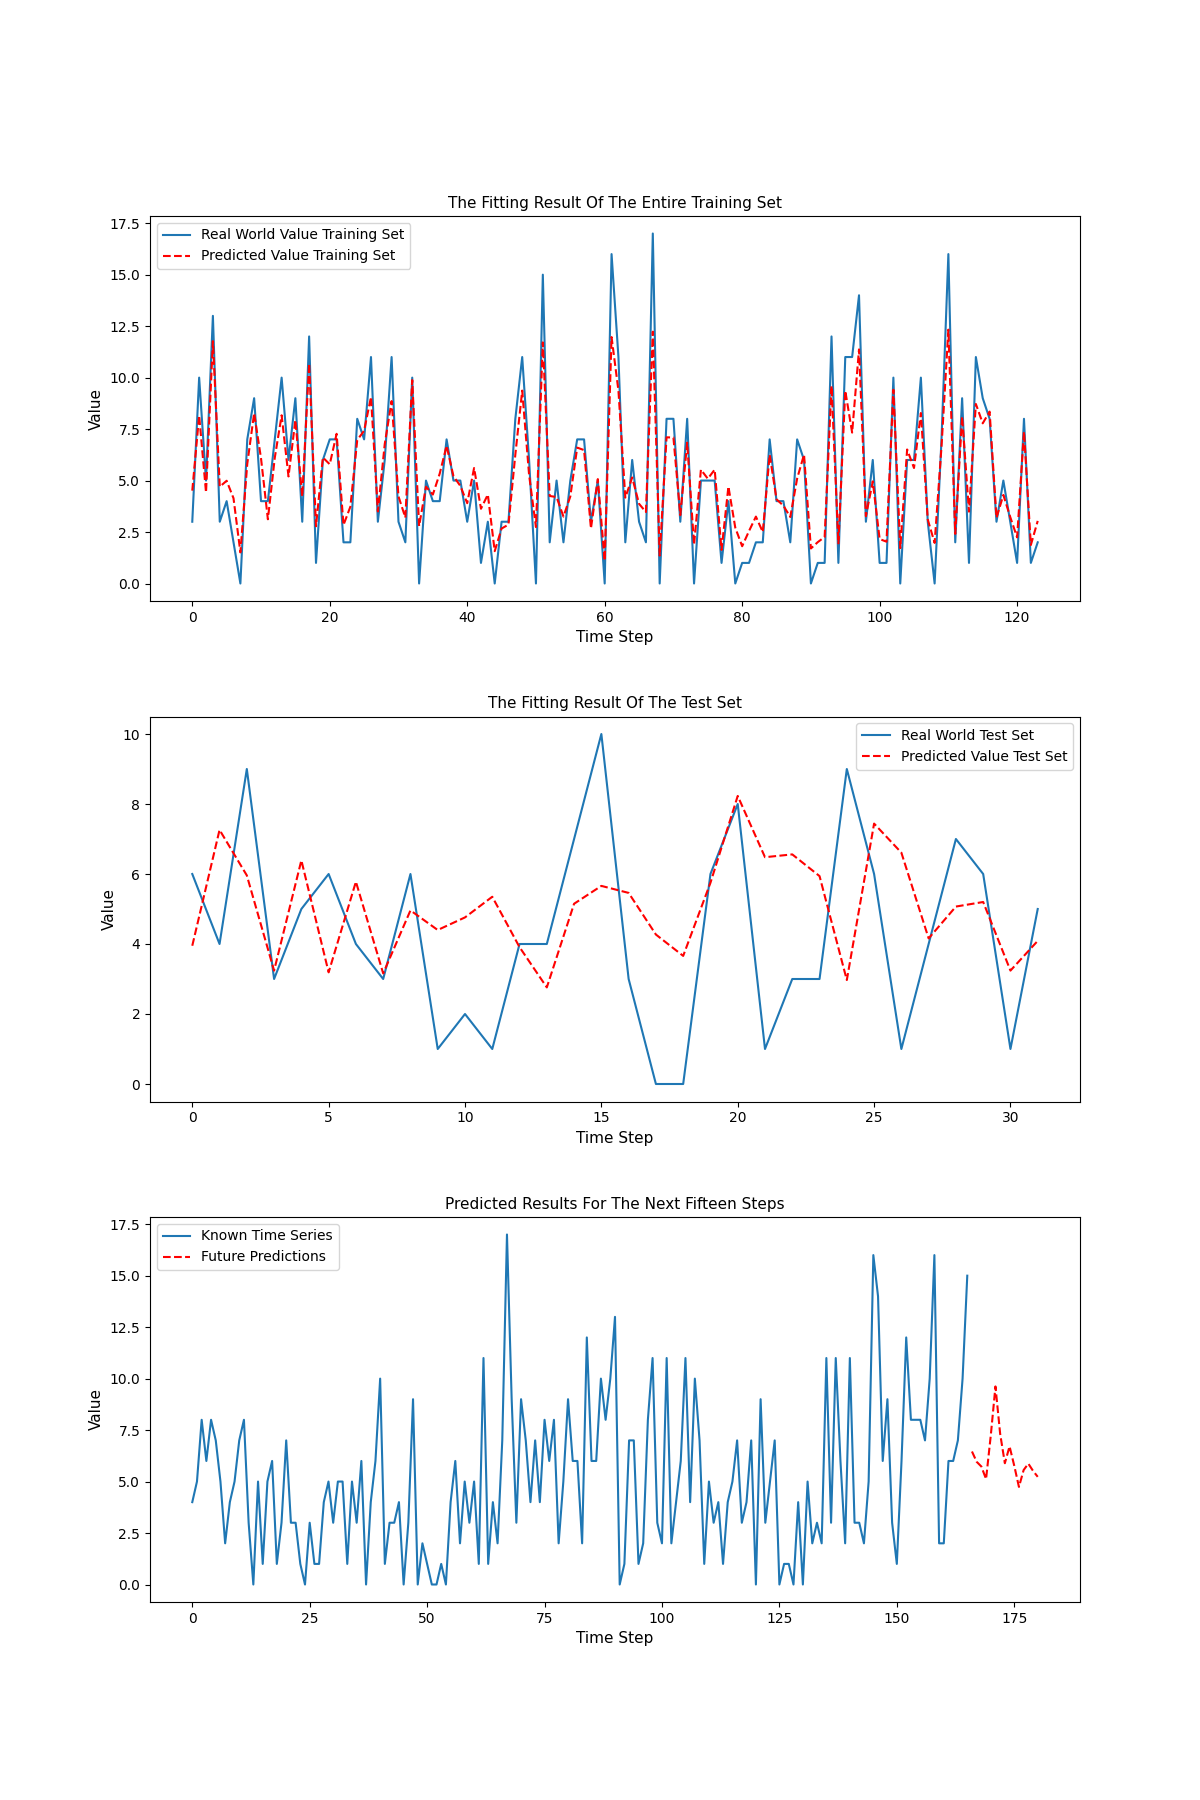 The Fitting Result Of The Entire Training Set
17.5
15.0
12.5
10.0
7.5
5.0
2.5
0.0
Value
Real World Value Training Set
Predicted Value Training Set
0 20 40 60 80 100 120
Time Step
The Fitting Result Of The Test Set
10
8
6
4
2
0
Value
Real World Test Set
Predicted Value Test Set
0 5 10 15 20 25 30
Time Step
Predicted Results For The Next Fifteen Steps
17.5
15.0
12.5
10.0
7.5
5.0
2.5
0.0
Value
Known Time Series
Future Predictions
0 25 50 75 100 125 150 175
Time Step